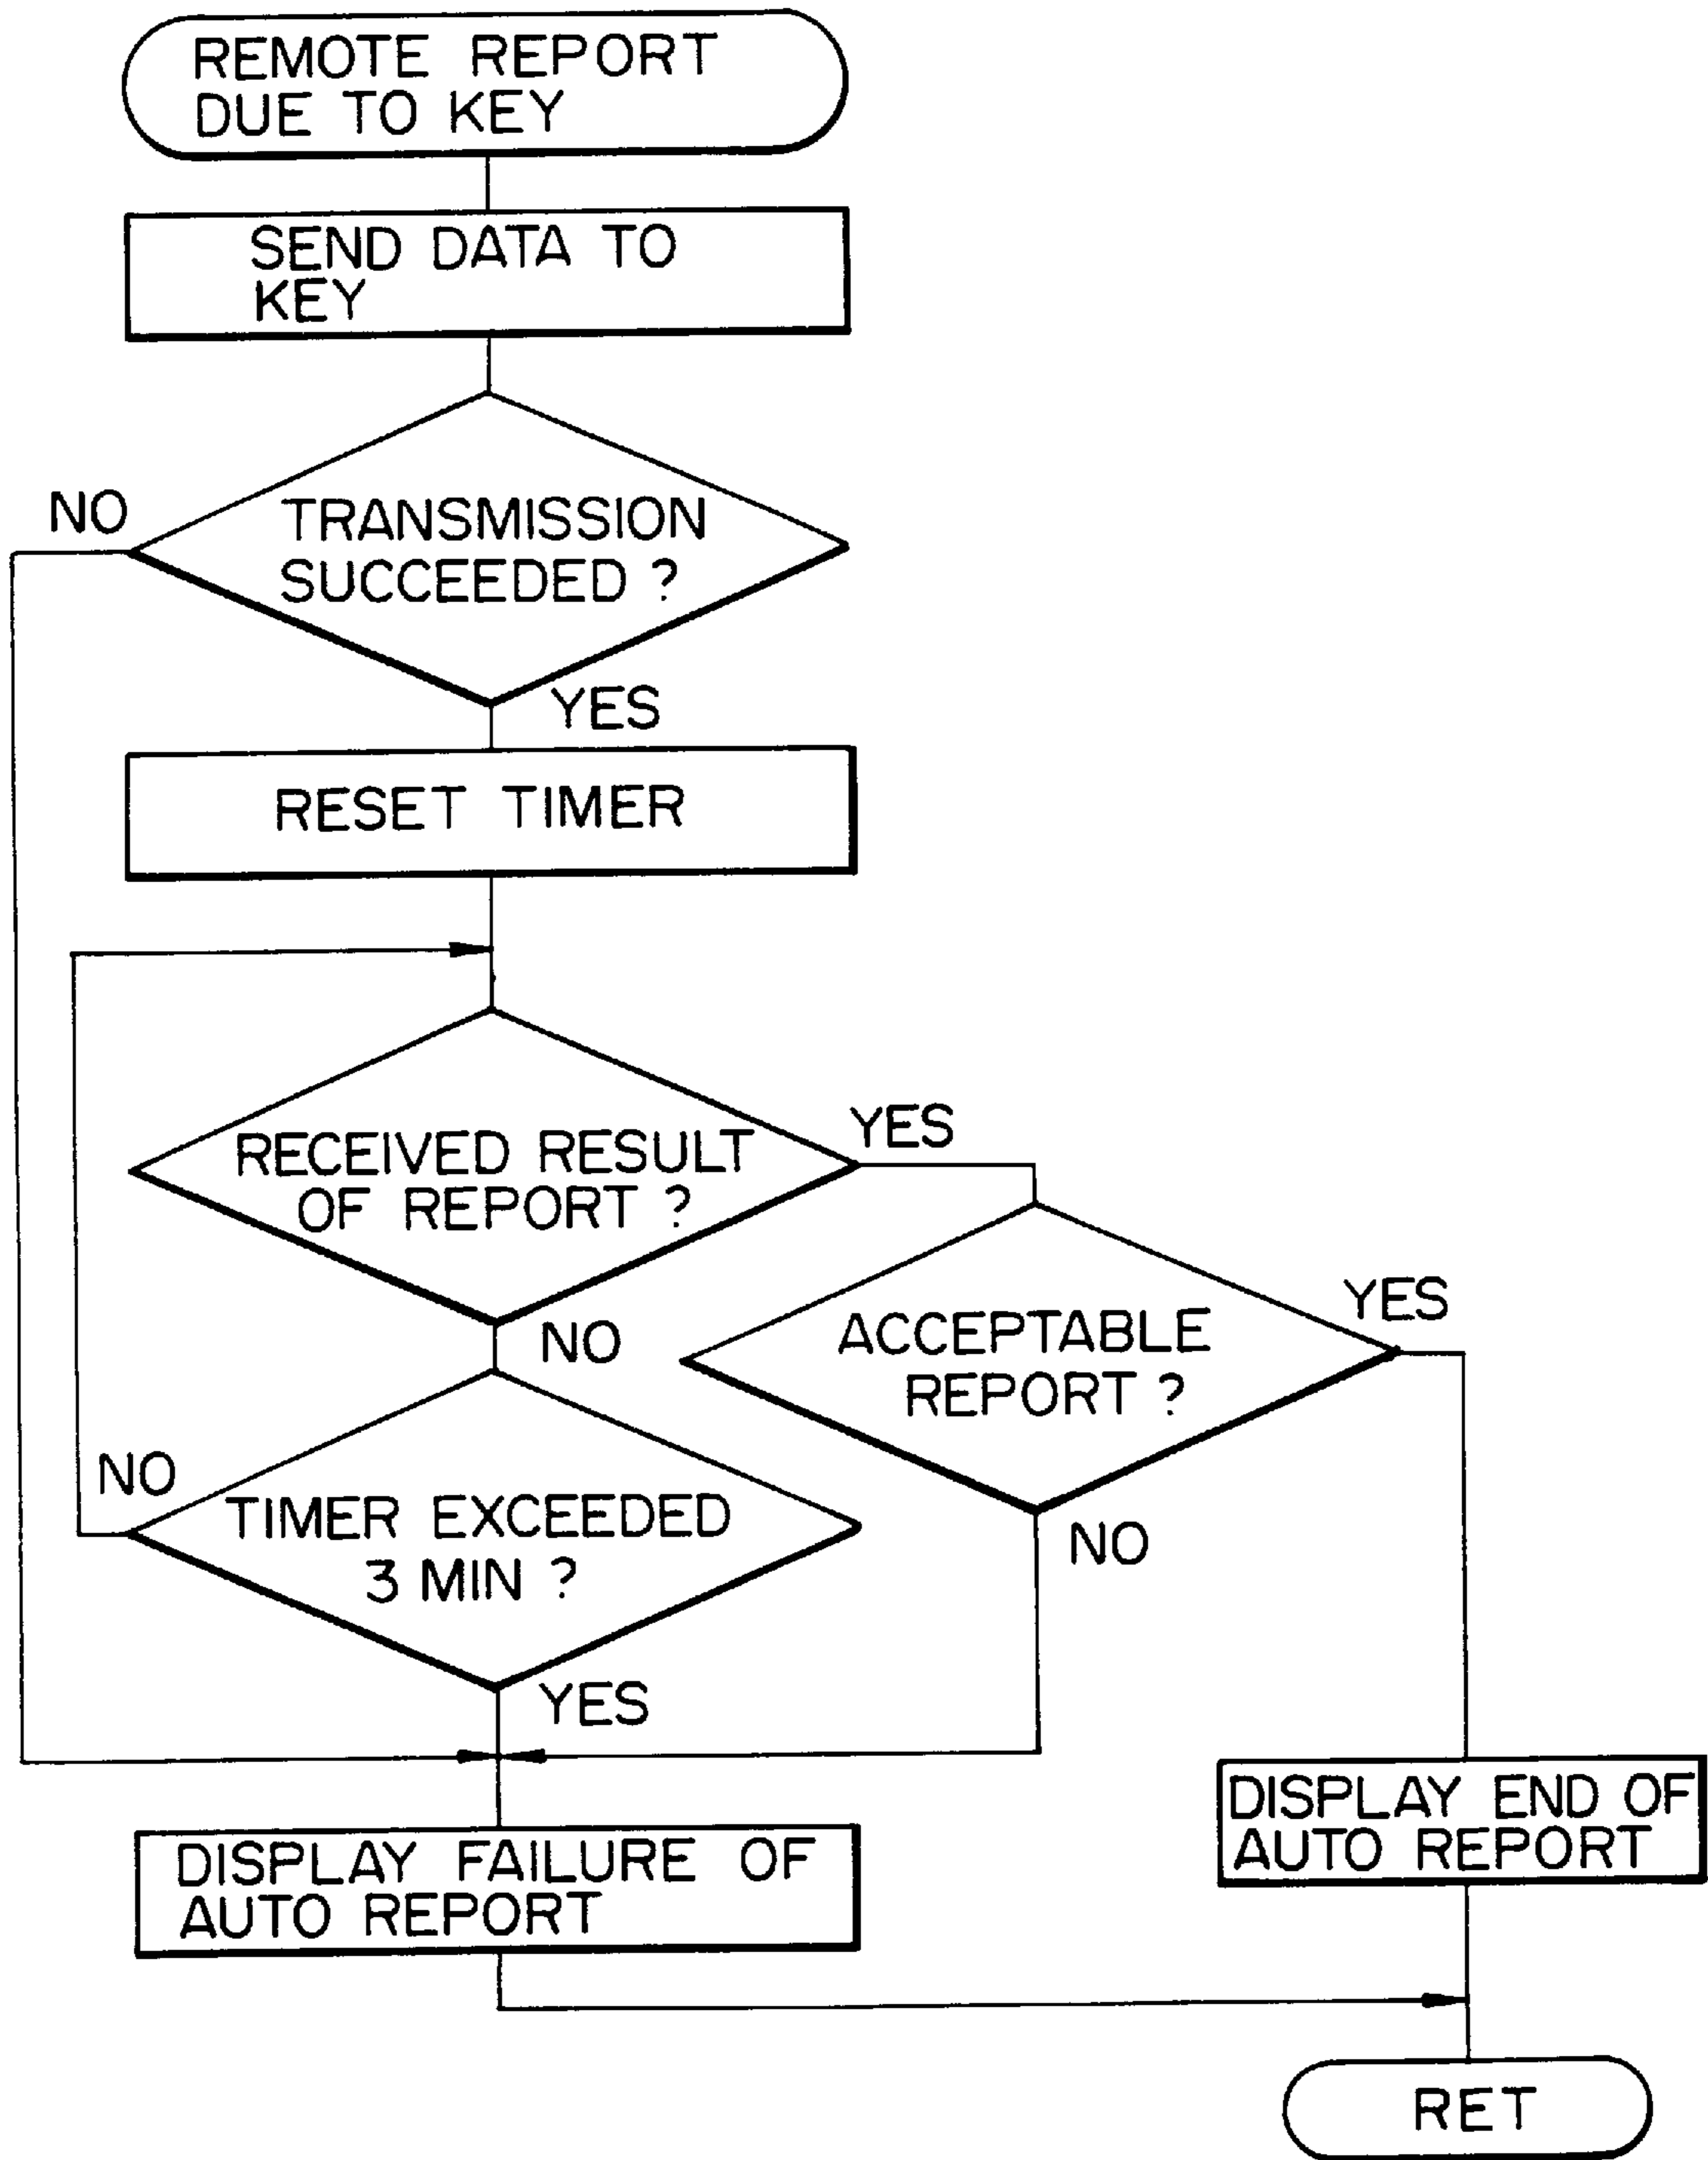 REMOTE REPORT
DUE TO KEY
SEND DATA TO
KEY
NO
TRANSMISSION
SUCCEEDED ?
YES
RESET TIMER
RECEIVED RESULT
OF REPORT ?
YES
NO
ACCEPTABLE
REPORT ?
YES
NO
NO
TIMER EXCEEDED
3 MIN ?
YES
DISPLAY FAILURE OF
AUTO REPORT
DISPLAY END OF
AUTO REPORT
RET